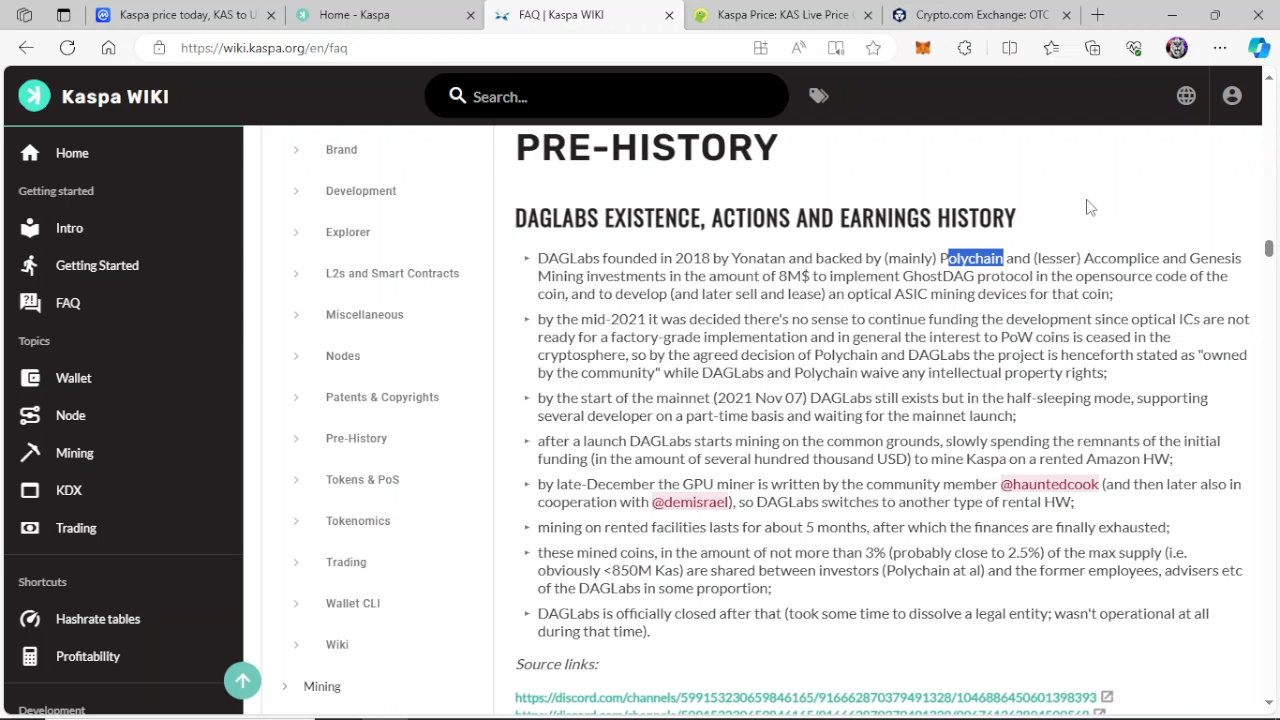 Kaspa price today, KAS to U
Home - Kaspa
FAQ | Kaspa WIKI
Kaspa Price: KAS Live Price C
Crypto.com Exchange: OTC
https://wiki.kaspa.org/en/faq
Kaspa WIKI
Search...
Home
Getting started
Intro
Getting Started
FAQ
Topics
Wallet
Node
Mining
KDX
Trading
Shortcuts
Hashrate tables
Profitability
Development
Brand
Development
Explorer
L2s and Smart Contracts
Miscellaneous
Nodes
Patents & Copyrights
Pre-History
Tokens & PoS
Tokenomics
Trading
Wallet CLI
Wiki
Mining
PRE-HISTORY
DAGLABS EXISTENCE, ACTIONS AND EARNINGS HISTORY
DAGLabs founded in 2018 by Yonatan and backed by (mainly) Polychain and (lesser) Accomplice and Genesis
Mining investments in the amount of 8M$ to implement GhostDAG protocol in the opensource code of the
coin, and to develop (and later sell and lease) an optical ASIC mining devices for that coin;
by the mid-2021 it was decided there's no sense to continue funding the development since optical ICs are not
ready for a factory-grade implementation and in general the interest to PoW coins is ceased in the
cryptosphere, so by the agreed decision of Polychain and DAGLabs the project is henceforth stated as "owned
by the community" while DAGLabs and Polychain waive any intellectual property rights;
by the start of the mainnet (2021 Nov 07) DAGLabs still exists but in the half-sleeping mode, supporting
several developer on a part-time basis and waiting for the mainnet launch;
after a launch DAGLabs starts mining on the common grounds, slowly spending the remnants of the initial
funding (in the amount of several hundred thousand USD) to mine Kaspa on a rented Amazon HW;
by late-December the GPU miner is written by the community member @hauntedcook (and then later also in
cooperation with @demisrael), so DAGLabs switches to another type of rental HW;
mining on rented facilities lasts for about 5 months, after which the finances are finally exhausted;
these mined coins, in the amount of not more than 3% (probably close to 2.5%) of the max supply (i.e.
obviously <850M Kas) are shared between investors (Polychain at al) and the former employees, advisers etc
of the DAGLabs in some proportion;
DAGLabs is officially closed after that (took some time to dissolve a legal entity; wasn't operational at all
during that time).
Source links:
https://discord.com/channels/599153230659846165/916662870379491328/1046886450601398393